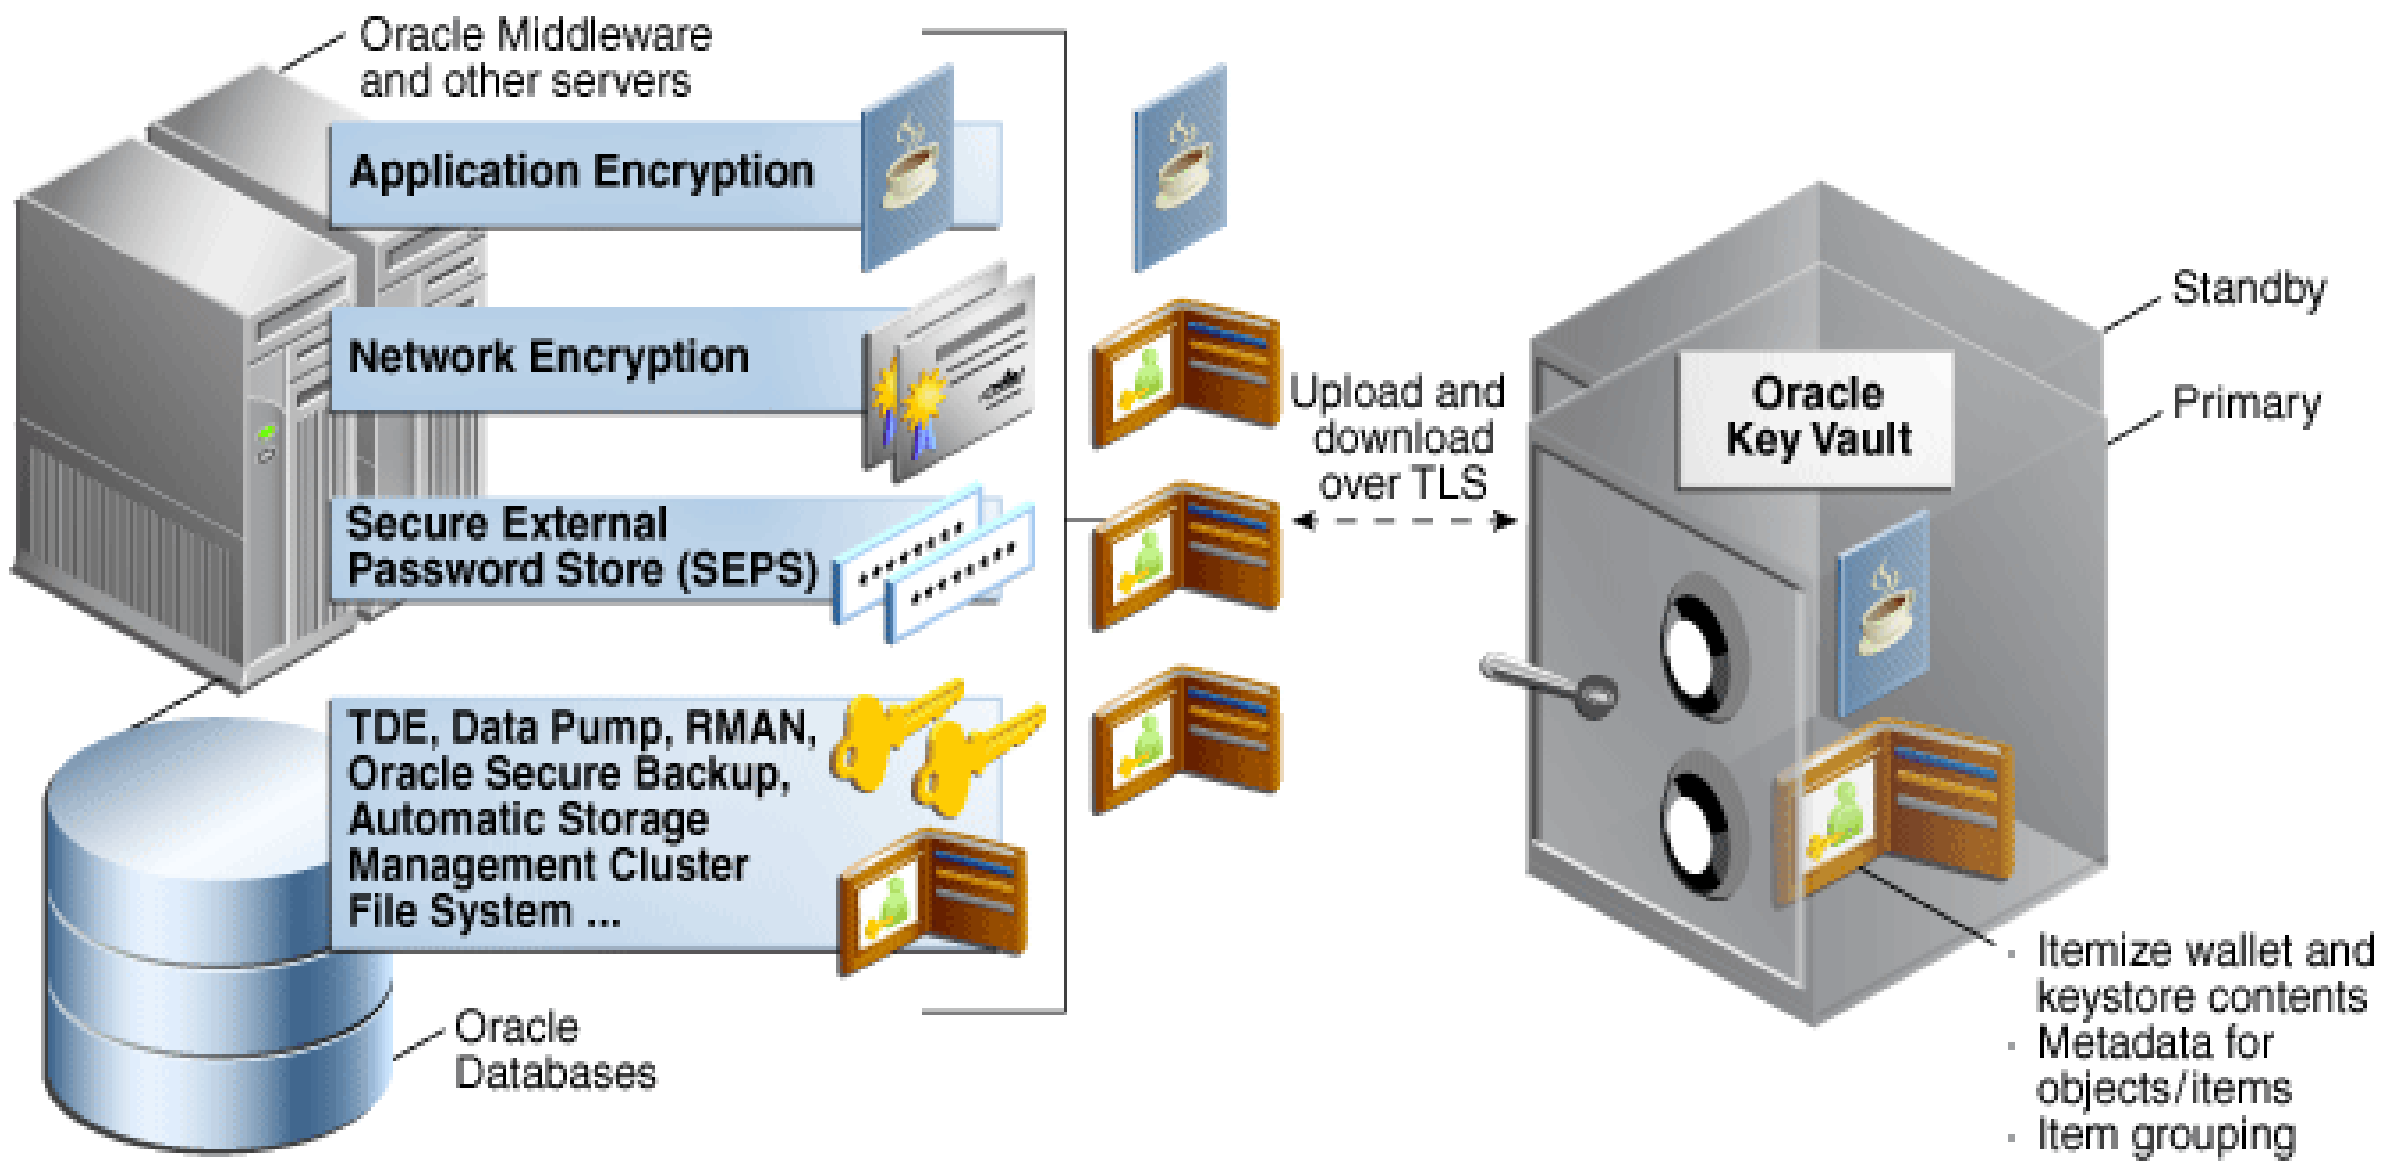 Oracle Middleware
and other servers
Application Encryption
Network Encryption
Secure External
Password Store (SEPS)
TDE, Data Pump, RMAN,
Oracle Secure Backup,
Automatic Storage
Management Cluster
File System ...
Oracle
Databases
Upload and
download
over TLS
Oracle
Key Vault
Standby
Primary
· Itemize wallet and
keystore contents
· Metadata for
objects/items
· Item grouping